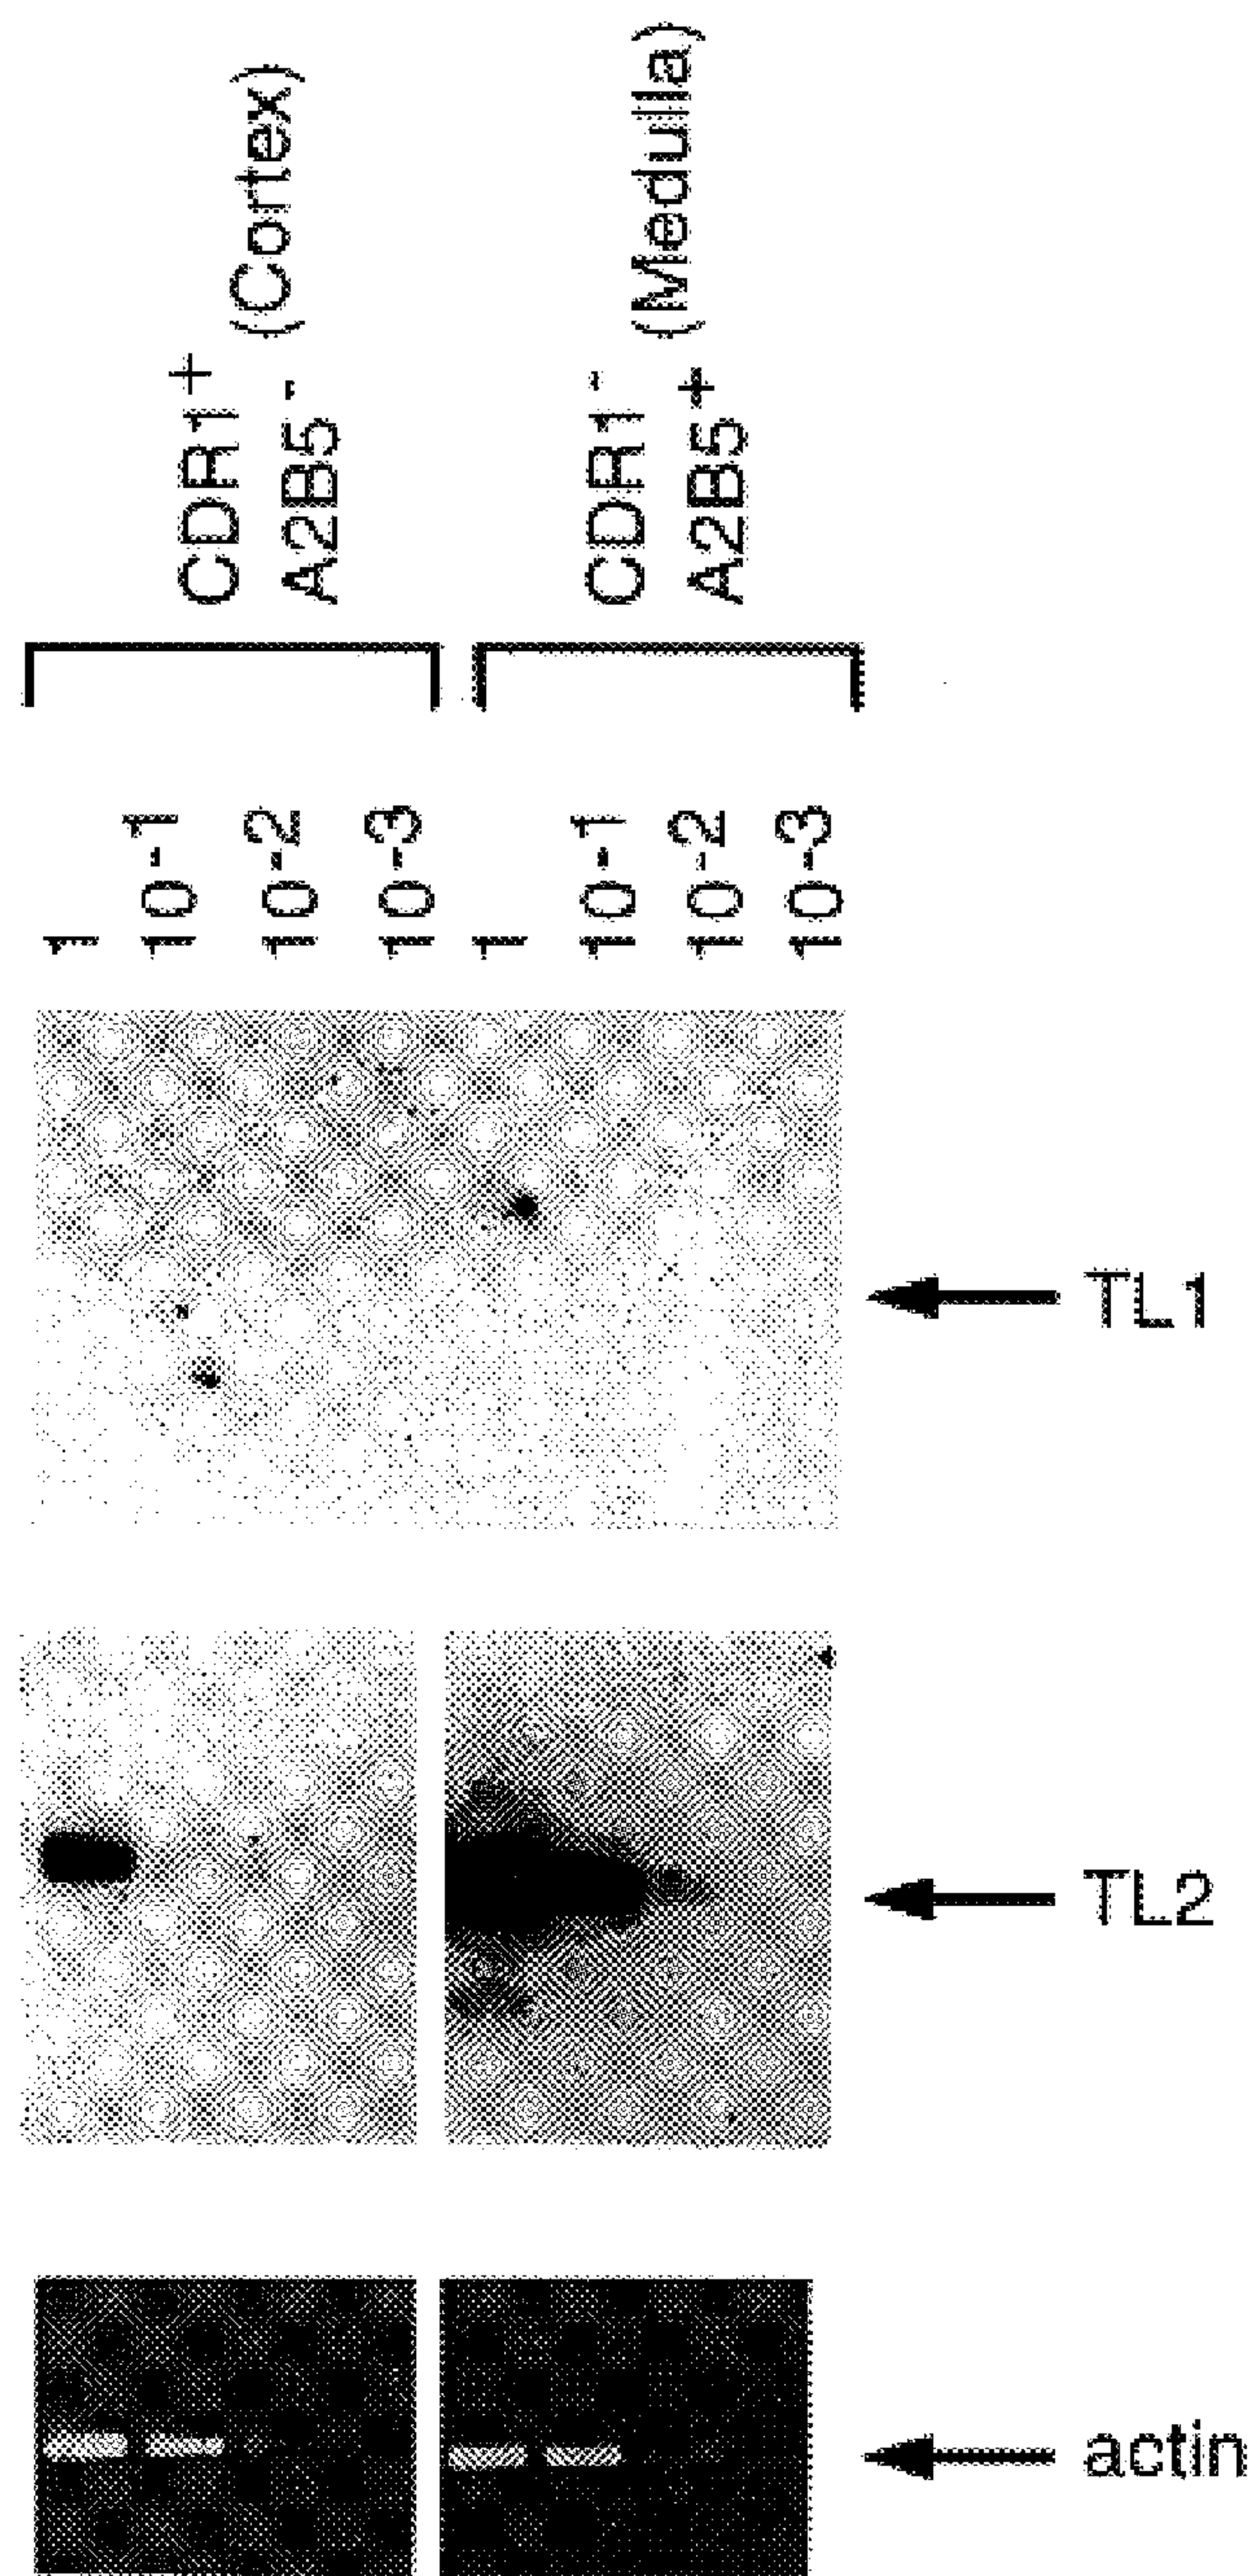 CDR1+
A2B5- (Cortex)
CDR1-
A2B5+ (Medulla)
1
10-1
10-2
10-3
1
10-1
10-2
10-3
TL1
TL2
actin